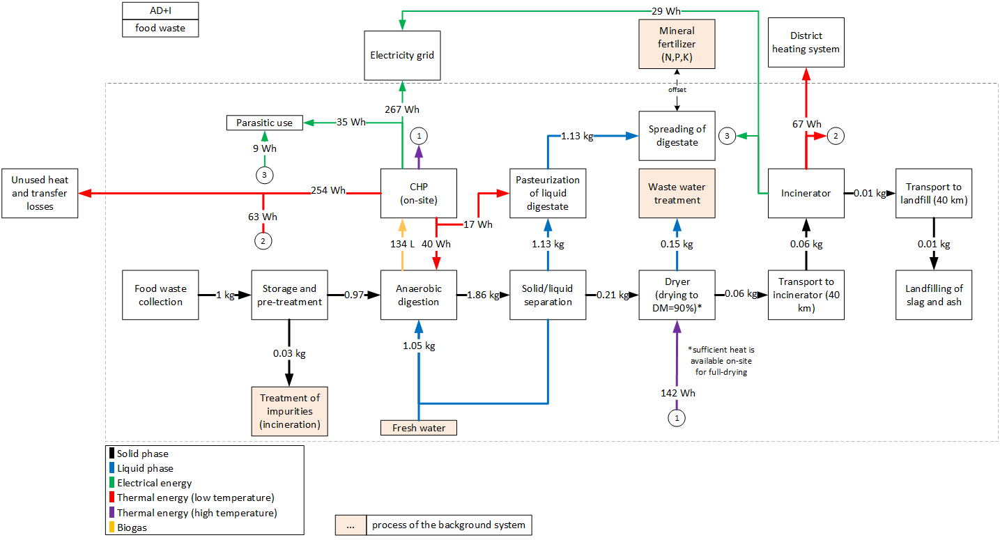 AD+I
food waste
29 Wh
Electricity grid
Mineral
fertilizer
(N,P,K)
District
heating system
offset
267 Wh
Parasitic use
35 Wh
1
1.13 kg
Spreading of
digestate
3
67 Wh
2
9 Wh
3
Unused heat
and transfer
losses
254 Wh
CHP
(on-site)
Pasteurization
of liquid
digestate
Waste water
treatment
Incinerator
0.01 kg
Transport to
landfill (40 km)
63 Wh
2
17 Wh
134 L
40 Wh
1.13 kg
0.15 kg
0.06 kg
0.01 kg
Food waste
collection
1 kg
Storage and
pre-treatment
0.97
Anaerobic
digestion
1.86 kg
Solid/liquid
separation
0.21 kg
Dryer
(drying to
DM=90%)*
0.06 kg
Transport to
incinerator (40
km)
Landfilling of
slag and ash
0.03 kg
1.05 kg
*sufficient heat is
available on-site
for full-drying
142 Wh
1
Treatment of
impurities
(incineration)
Fresh water
Solid phase
Liquid phase
Electrical energy
Thermal energy (low temperature)
Thermal energy (high temperature)
Biogas
...
process of the background system